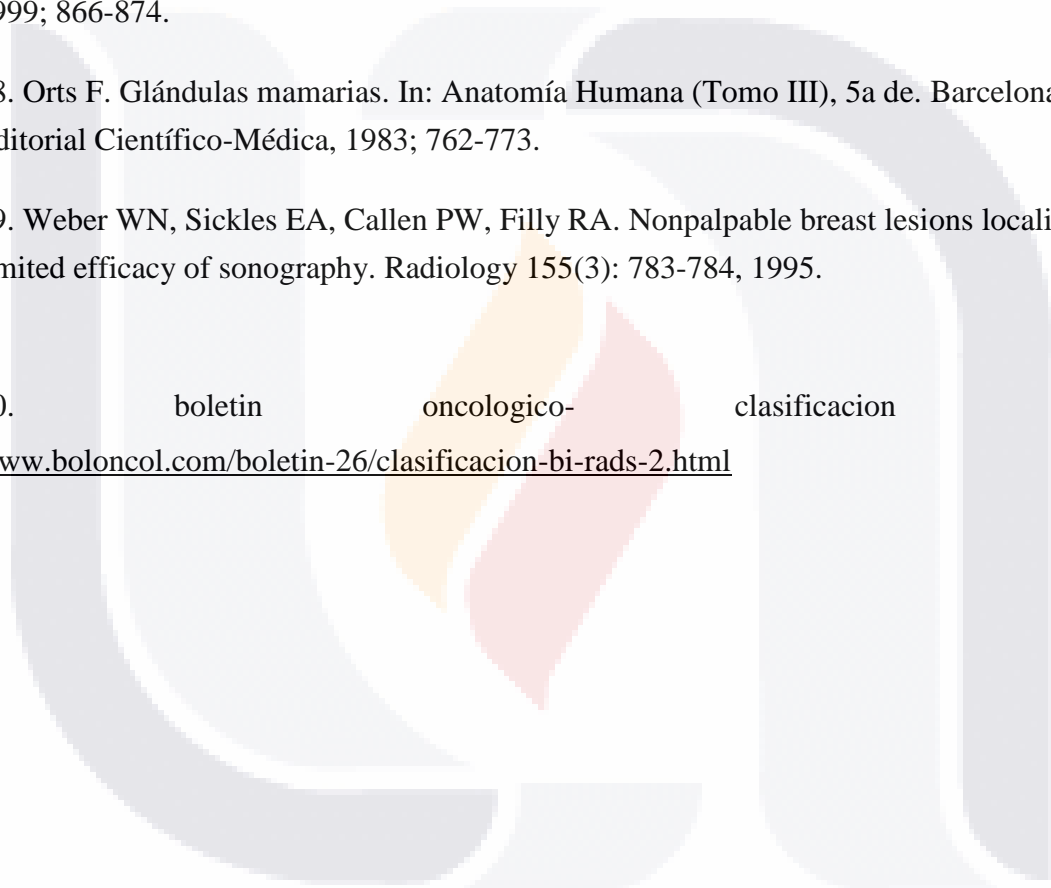 999; 866-874.
8. Orts F. Glándulas mamarias. In: Anatomía Humana (Tomo III), 5a de. Barcelona
ditorial Científico-Médica, 1983; 762-773.
9. Weber WN, Sickles EA, Callen PW, Filly RA. Nonpalpable breast lesions locali
mited efficacy of sonography. Radiology 155(3): 783-784, 1995.
0. boletin oncologico- clasificacion
ww.boloncol.com/boletin-26/clasificacion-bi-rads-2.html